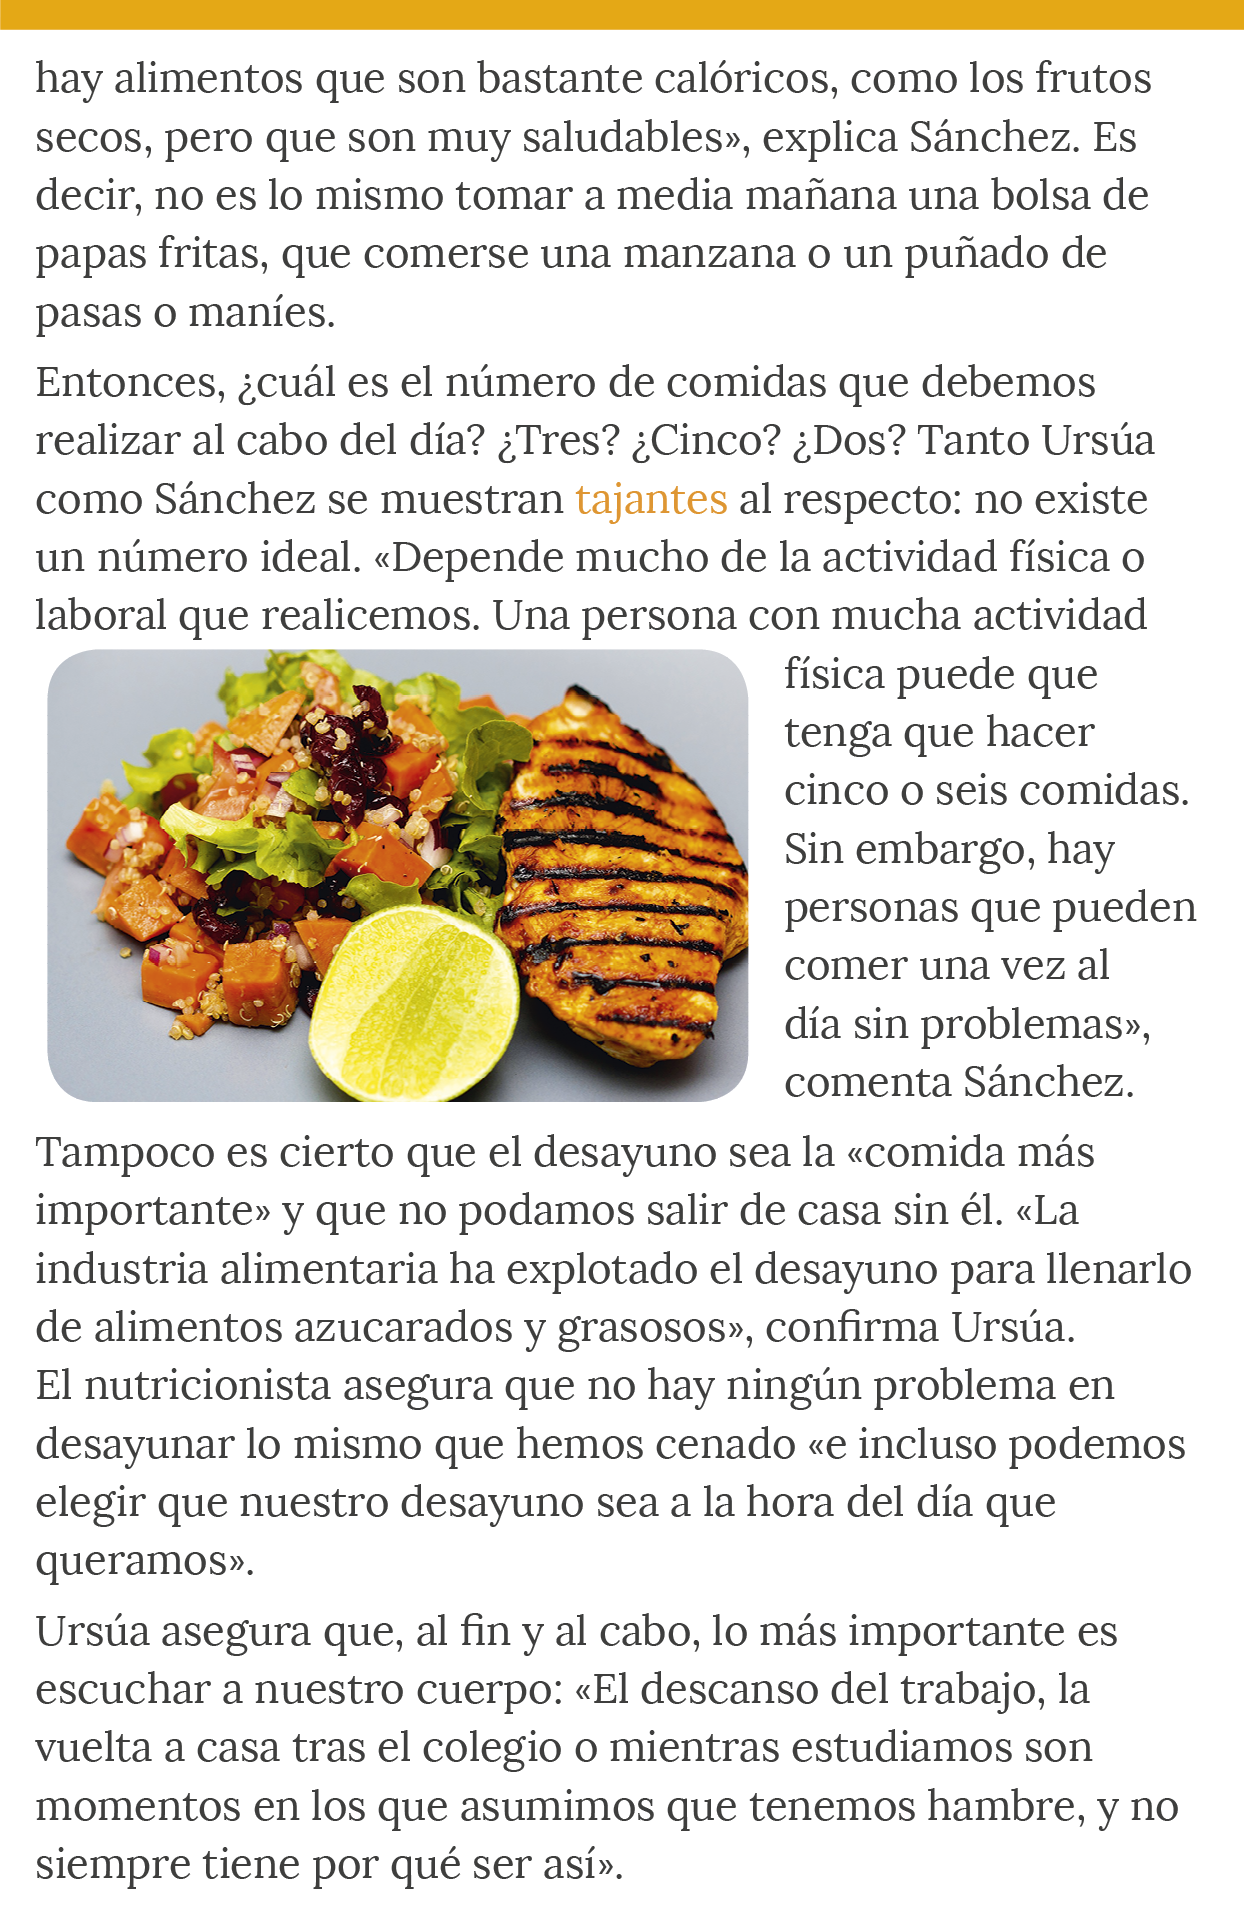 hay alimentos que son bastante calóricos, como los frutos
secos, pero que son muy saludables», explica Sánchez. Es
decir, no es lo mismo tomar a media mañana una bolsa de
papas fritas, que comerse una manzana o un puñado de
pasas o maníes.
Entonces, ¿cuál es el número de comidas que debemos
realizar al cabo del día? ¿Tres? ¿Cinco? ¿Dos? Tanto Ursúa
como Sánchez se muestran tajantes al respecto: no existe
un número ideal. «Depende mucho de la actividad física o
laboral que realicemos. Una persona con mucha actividad
física puede que
tenga que hacer
cinco o seis comidas.
Sin embargo, hay
personas que pueden
comer una vez al
día sin problemas»,
comenta Sánchez.
Tampoco es cierto que el desayuno sea la «comida más
importante» y que no podamos salir de casa sin él. «La
industria alimentaria ha explotado el desayuno para llenarlo
de alimentos azucarados y grasosos», confirma Ursúa.
El nutricionista asegura que no hay ningún problema en
desayunar lo mismo que hemos cenado «e incluso podemos
elegir que nuestro desayuno sea a la hora del día que
queramos».
Ursúa asegura que, al fin y al cabo, lo más importante es
escuchar a nuestro cuerpo: «El descanso del trabajo, la
vuelta a casa tras el colegio o mientras estudiamos son
momentos en los que asumimos que tenemos hambre, y no
siempre tiene por qué ser así».